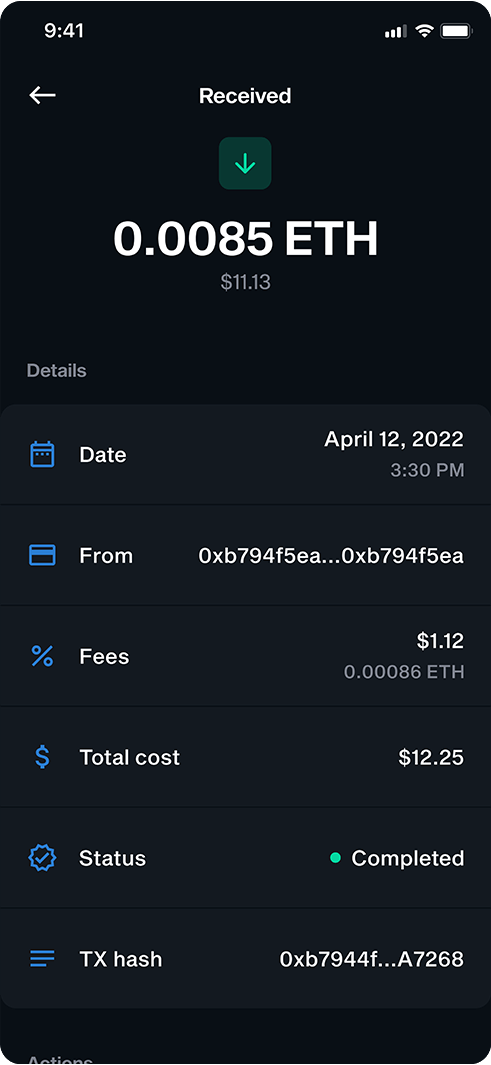 9:41
Received
0.0085 ETH
$11.13
Details
Date
April 12, 2022
3:30 PM
From
0xb794f5ea...0xb794f5ea
Fees
$1.12
0.00086 ETH
Total cost
$12.25
Status
Completed
TX hash
0xb7944f...A7268
Actions